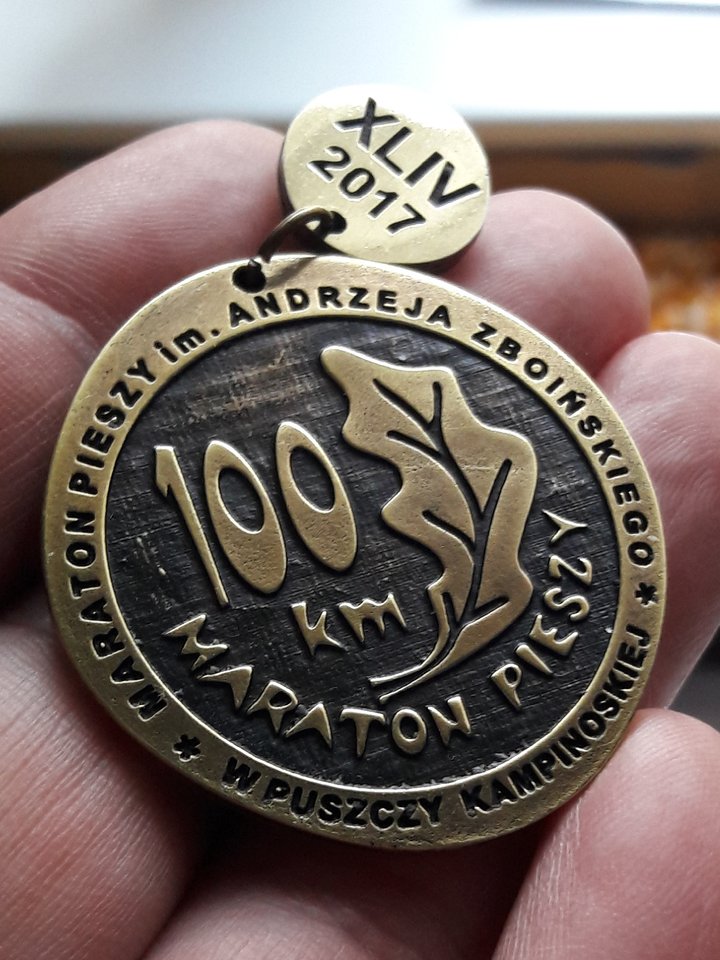 XLIV
2017
MARATON PIESZY im. ANDRZEJA ZBOIŃSKIEGO *
* W PUSZCZY KAMPINOSKIEJ
100
km
MARATON PIESZY